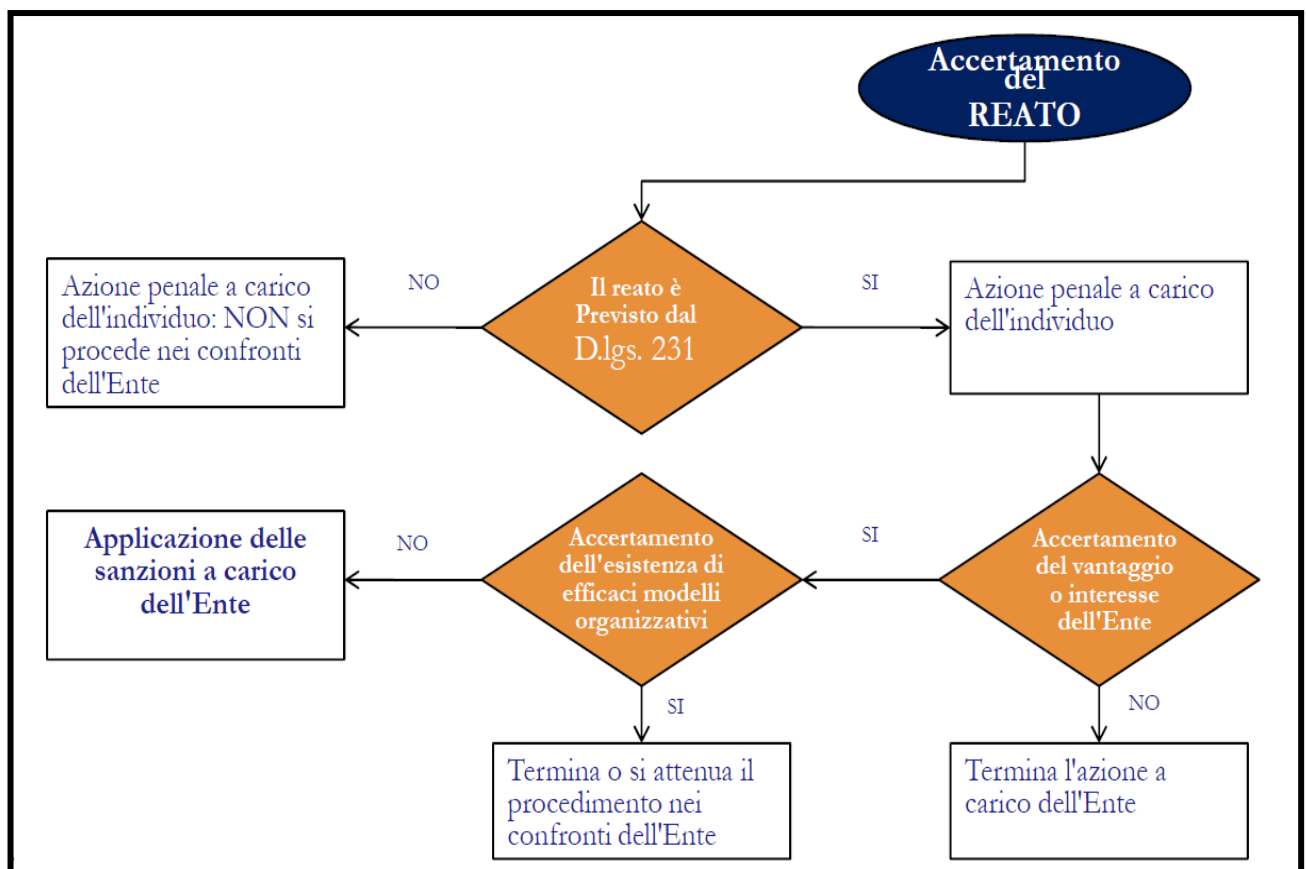 Accertamento
del
REATO
NO
SI
Azione penale a carico
dell'individuo: NON si
procede nei confronti
dell'Ente
Il reato è
Previsto dal
D.lgs. 231
Azione penale a carico
dell'individuo
Applicazione delle
sanzioni a carico
dell'Ente
NO
Accertamento
dell'esistenza di
efficaci modelli
organizzativi
SI
Accertamento
del vantaggio
o interesse
dell'Ente
SI
NO
Termina o si attenua il
procedimento nei
confronti dell'Ente
Termina l'azione a
carico dell'Ente